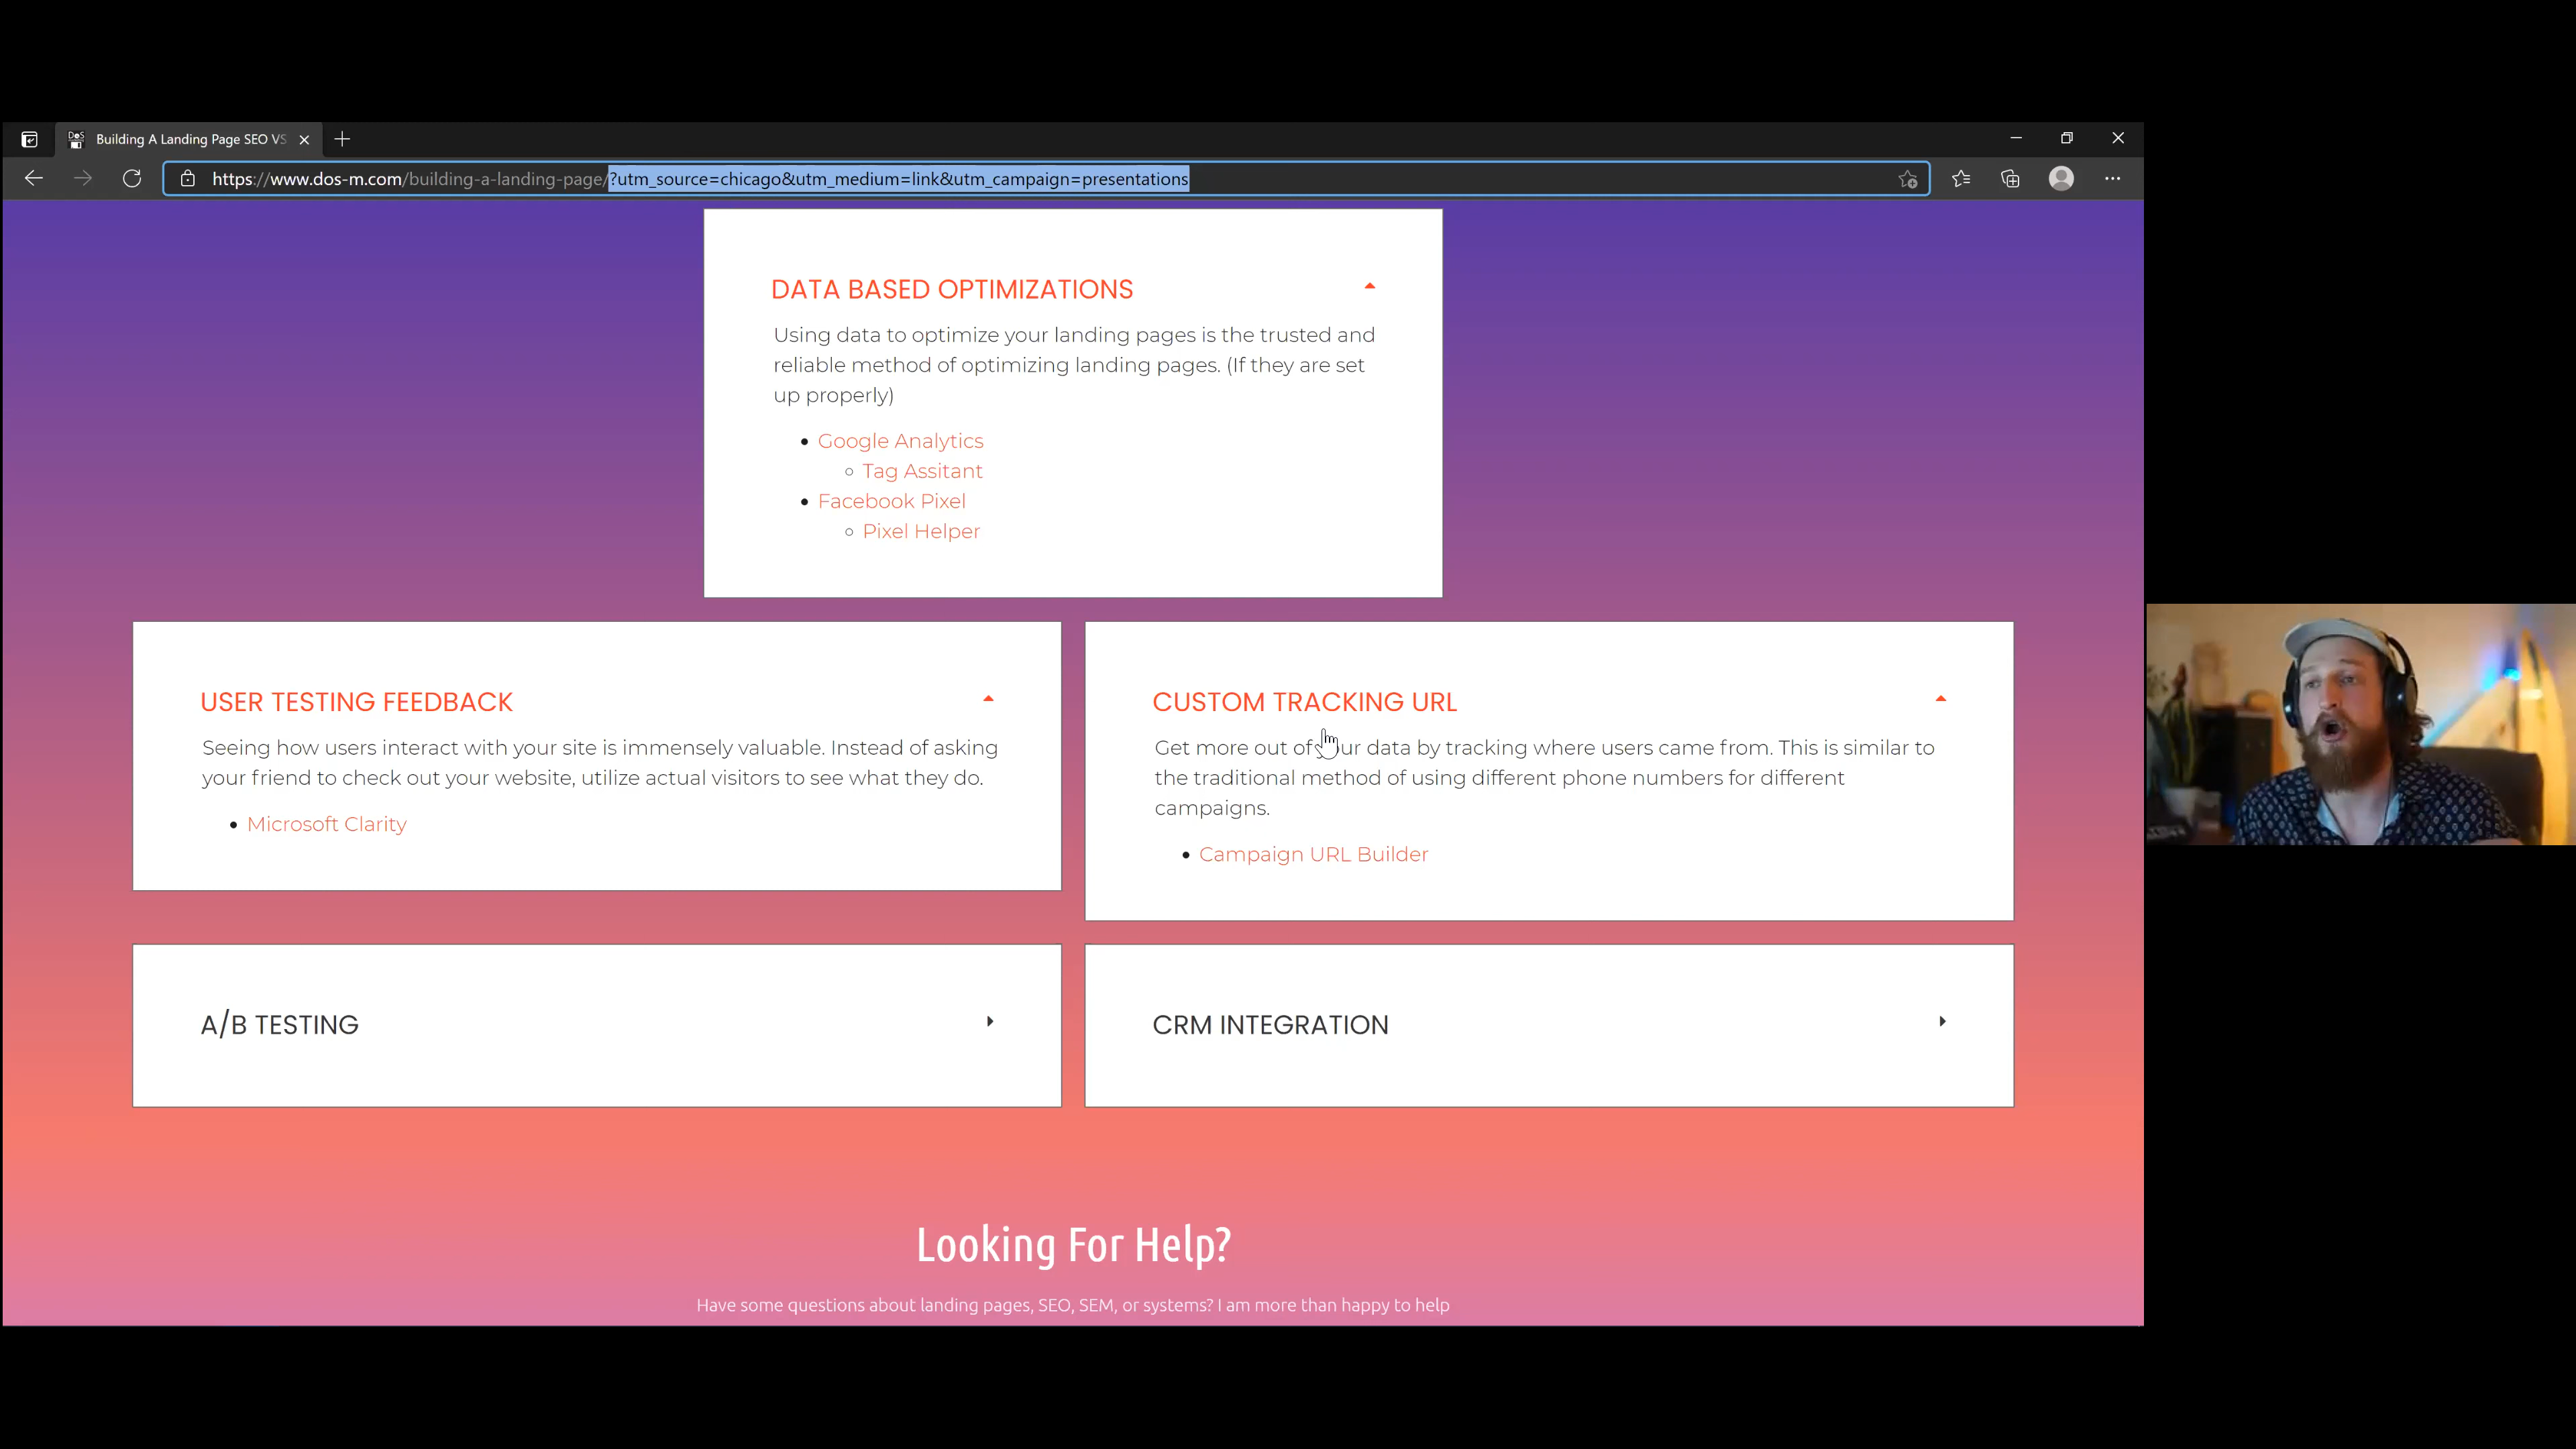 Building A Landing Page SEO VS
https://www.dos-m.com/building-a-landing-page/?utm_source=chicago&utm_medium=link&utm_campaign=presentations
DATA BASED OPTIMIZATIONS
Using data to optimize your landing pages is the trusted and
reliable method of optimizing landing pages. (If they are set
up properly)
Google Analytics
Tag Assitant
Facebook Pixel
Pixel Helper
USER TESTING FEEDBACK
Seeing how users interact with your site is immensely valuable. Instead of asking
your friend to check out your website, utilize actual visitors to see what they do.
Microsoft Clarity
CUSTOM TRACKING URL
Get more out of your data by tracking where users came from. This is similar to
the traditional method of using different phone numbers for different
campaigns.
Campaign URL Builder
A/B TESTING
CRM INTEGRATION
Looking For Help?
Have some questions about landing pages, SEO, SEM, or systems? I am more than happy to help